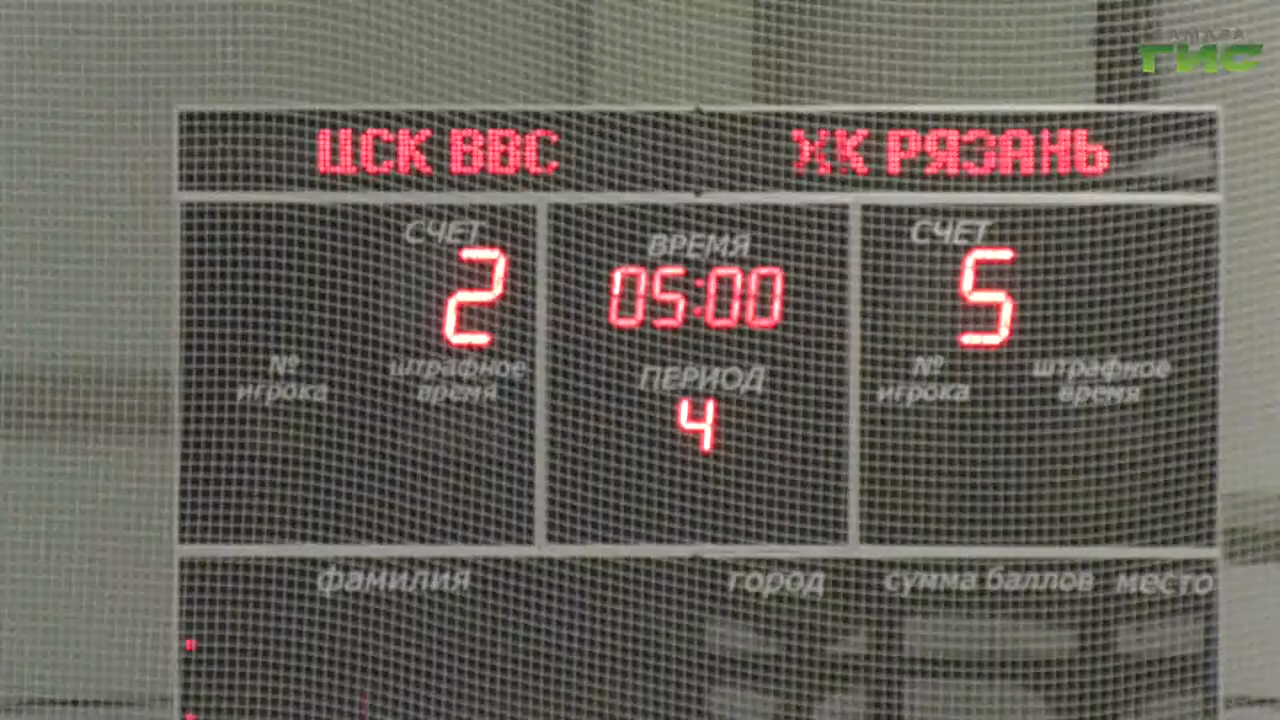 САМАРА
ГИС
ЦСК ВВС ХК РЯЗАНЬ
СЧЕТ ВРЕМЯ СЧЕТ
2 05:00 5
№ игрока штрафное время ПЕРИОД № игрока штрафное время
4
фамилия город сумма баллов место